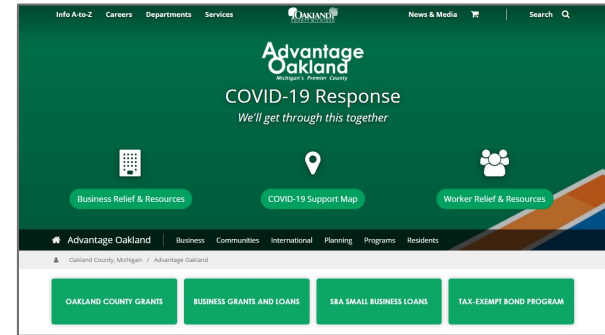 Info A-to-Z Careers Departments Services OAKLAND COUNTY MICHIGAN News & Media Search
Advantage
Oakland
Michigan's Premier County
COVID-19 Response
We'll get through this together
Business Relief & Resources COVID-19 Support Map Worker Relief & Resources
Advantage Oakland Business Communities International Planning Programs Residents
Oakland County, Michigan / Advantage Oakland
OAKLAND COUNTY GRANTS BUSINESS GRANTS AND LOANS SBA SMALL BUSINESS LOANS TAX-EXEMPT BOND PROGRAM